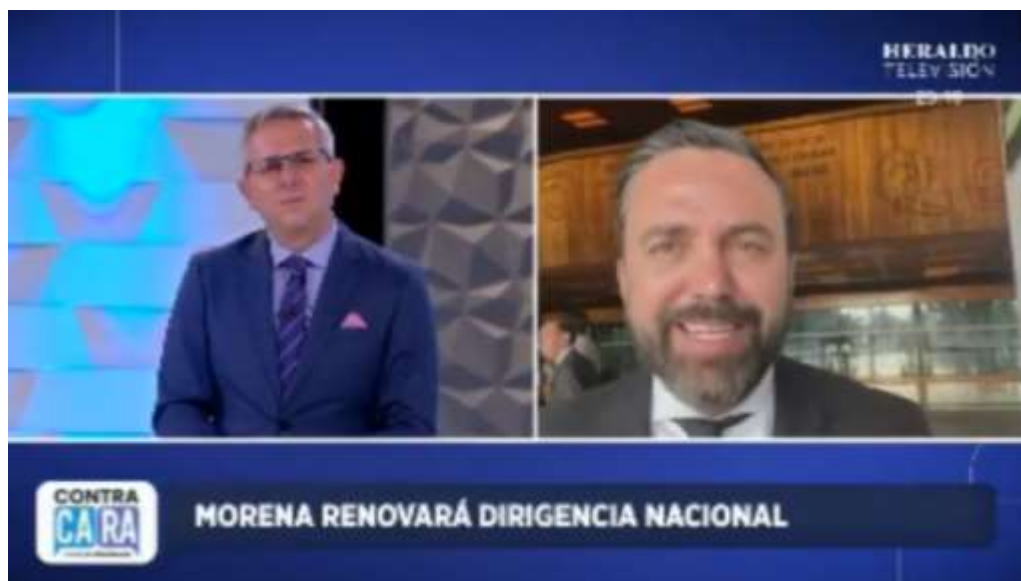 HERALDO
TELEVISIÓN
CONTRA
CARA
MORENA RENOVARÁ DIRIGENCIA NACIONAL